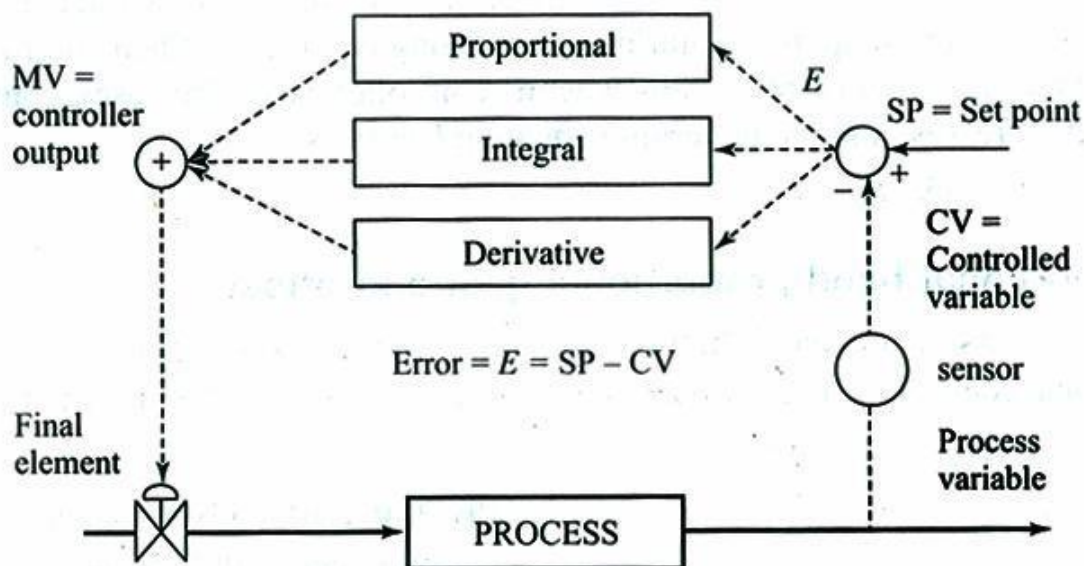 Proportional
MV =
controller
output
E
SP = Set point
+
Integral
– +
CV =
Controlled
variable
Derivative
Error = E = SP – CV
sensor
Final
element
Process
variable
PROCESS